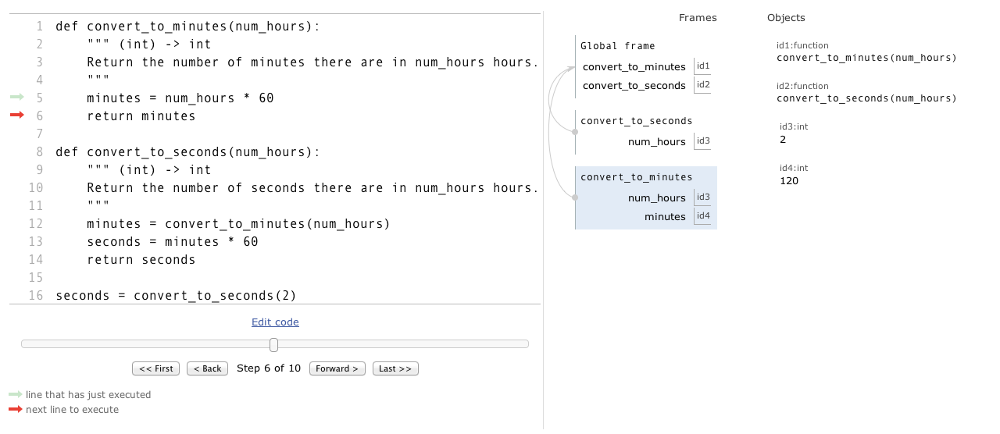 1 def convert_to_minutes(num_hours):
2     """ (int) -> int
3     Return the number of minutes there are in num_hours hours.
4     """
5     minutes = num_hours * 60
6     return minutes
7
8 def convert_to_seconds(num_hours):
9     """ (int) -> int
10     Return the number of seconds there are in num_hours hours.
11     """
12     minutes = convert_to_minutes(num_hours)
13     seconds = minutes * 60
14     return seconds
15
16 seconds = convert_to_seconds(2)
Edit code
<< First < Back Step 6 of 10 Forward > Last >>
line that has just executed
next line to execute
Frames
Global frame
convert_to_minutes id1
convert_to_seconds id2
convert_to_seconds
num_hours id3
convert_to_minutes
num_hours id3
minutes id4
Objects
id1:function
convert_to_minutes(num_hours)
id2:function
convert_to_seconds(num_hours)
id3:int
2
id4:int
120